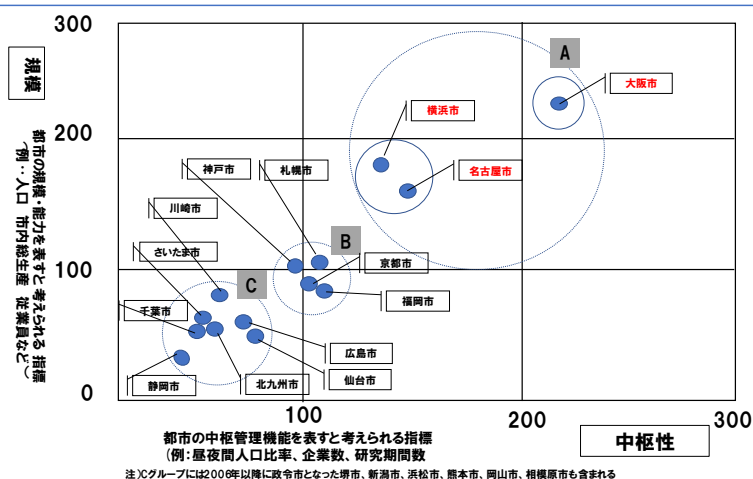 300
規模
200
100
0
都市の規模・能力を表すと考えられる指標
(例：人口 市内総生産 従業員など)
A
大阪市
横浜市
名古屋市
神戸市
札幌市
川崎市
B
さいたま市
京都市
C
福岡市
千葉市
広島市
静岡市
北九州市
仙台市
100
200
300
都市の中枢管理機能を表すと考えられる指標
(例：昼夜間人口比率、企業数、研究期間数
中枢性
注)Cグループには2006年以降に政令市となった堺市、新潟市、浜松市、熊本市、岡山市、相模原市も含まれる